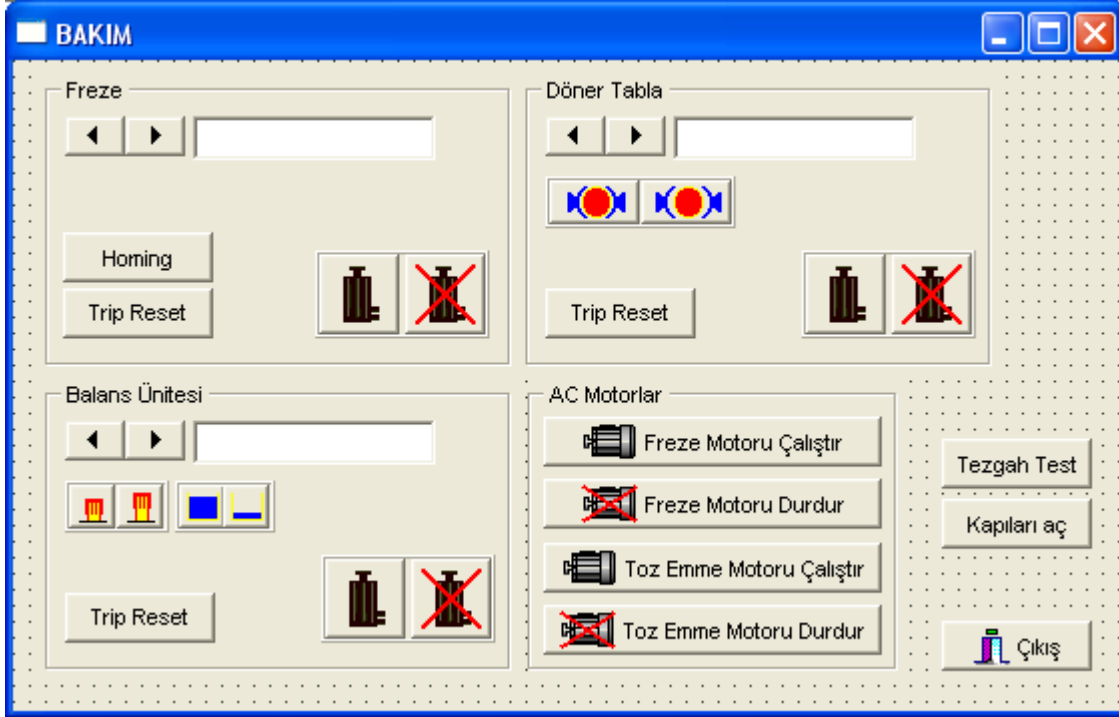 BAKIM
Freze
Homing
Trip Reset
Döner Tabla
Trip Reset
Balans Ünitesi
Trip Reset
AC Motorlar
Freze Motoru Çalıştır
Freze Motoru Durdur
Toz Emme Motoru Çalıştır
Toz Emme Motoru Durdur
Tezgah Test
Kapıları aç
Çıkış